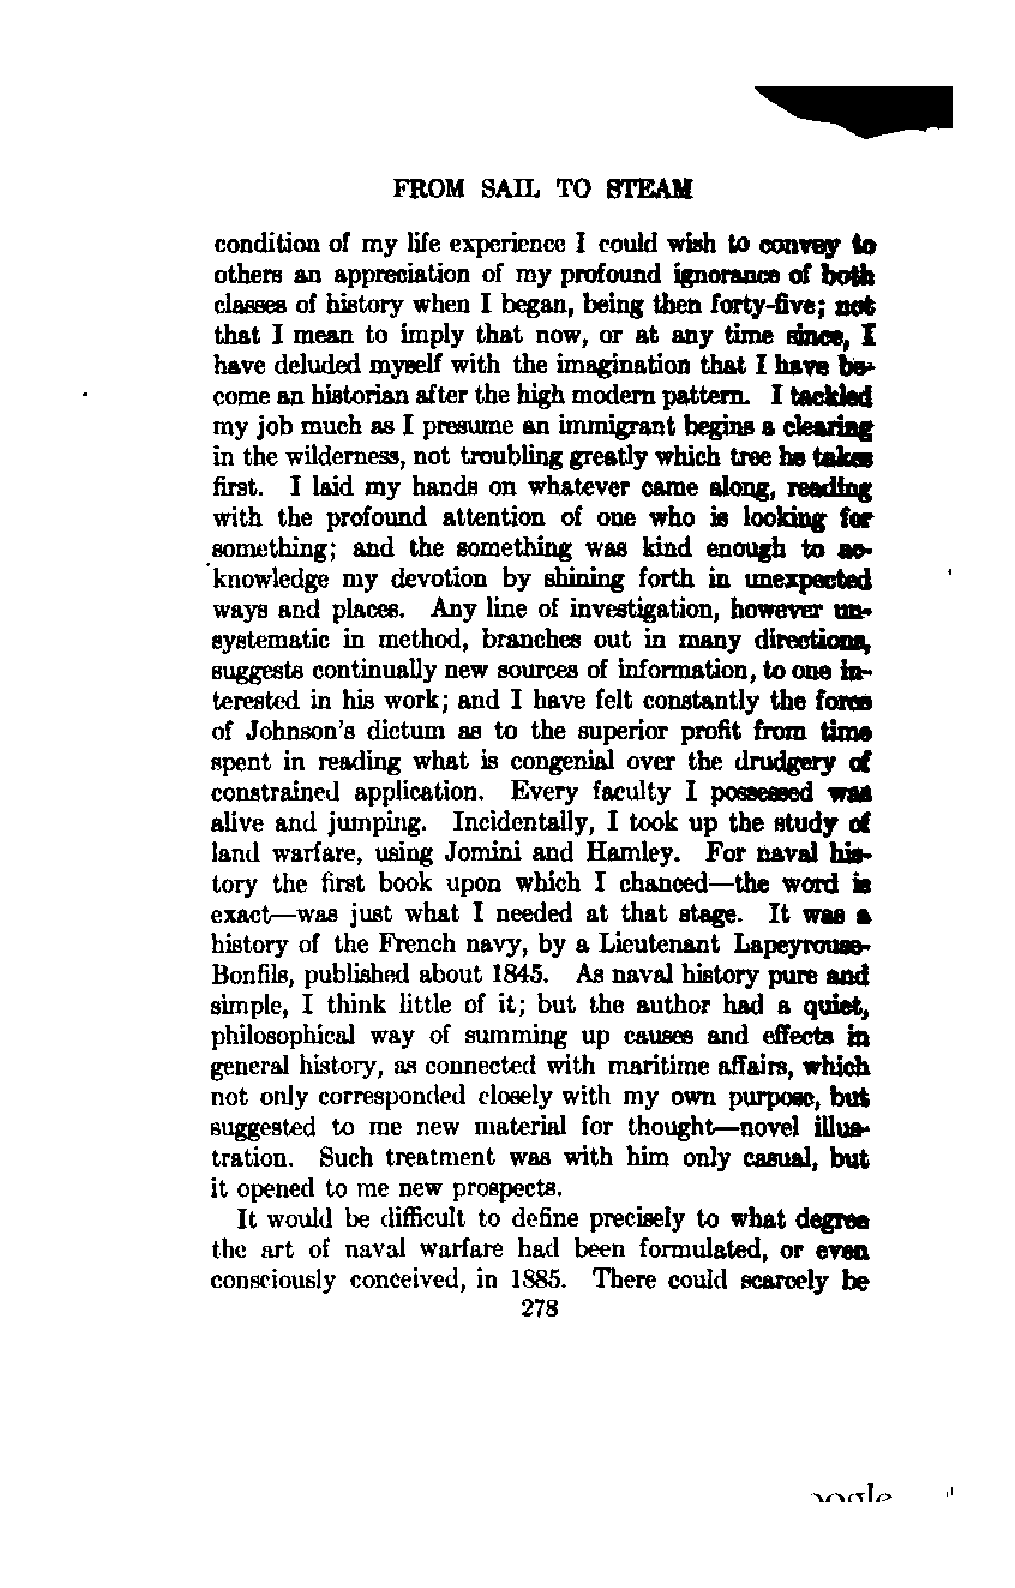 FROM SAIL TO STEAM
condition of my life experience I could wish to convey to
others an appreciation of my profound ignorance of both
classes of history when I began, being then forty-five; not
that I mean to imply that now, or at any time since, I
have deluded myself with the imagination that I have be-
come an historian after the high modern pattern. I tackled
my job much as I presume an immigrant begins a clearing
in the wilderness, not troubling greatly which tree he takes
first. I laid my hands on whatever came along, reading
with the profound attention of one who is looking for
something; and the something was kind enough to ac-
knowledge my devotion by shining forth in unexpected
ways and places. Any line of investigation, however un-
systematic in method, branches out in many directions,
suggests continually new sources of information, to one in-
terested in his work; and I have felt constantly the force
of Johnson's dictum as to the superior profit from time
spent in reading what is congenial over the drudgery of
constrained application. Every faculty I possessed was
alive and jumping. Incidentally, I took up the study of
land warfare, using Jomini and Hamley. For naval his-
tory the first book upon which I chanced—the word is
exact—was just what I needed at that stage. It was a
history of the French navy, by a Lieutenant Lapeyrouse-
Bonfils, published about 1845. As naval history pure and
simple, I think little of it; but the author had a quiet,
philosophical way of summing up causes and effects in
general history, as connected with maritime affairs, which
not only corresponded closely with my own purpose, but
suggested to me new material for thought—novel illus-
tration. Such treatment was with him only casual, but
it opened to me new prospects.
It would be difficult to define precisely to what degree
the art of naval warfare had been formulated, or even
consciously conceived, in 1885. There could scarcely be
278